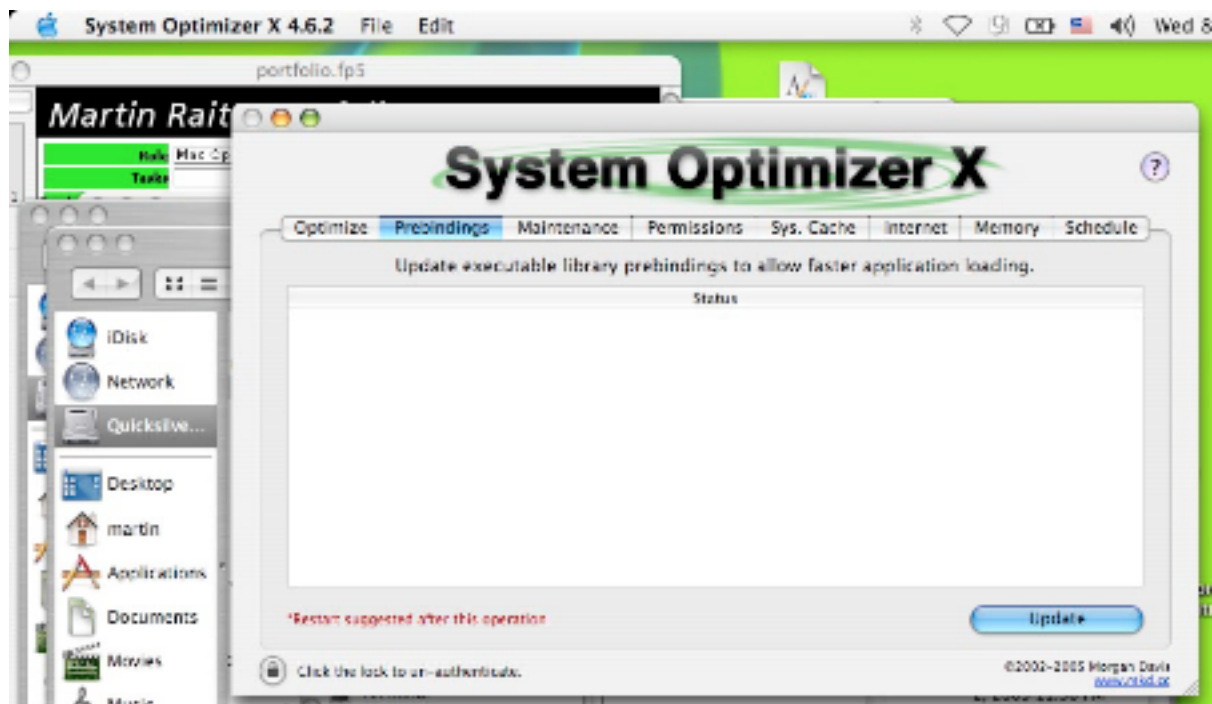 System Optimizer X 4.6.2 File Edit Wed 8
portfolio.fp5
Martin Rait
Role Mac Op
Tasks
System Optimizer X
?
Optimize Prebindings Maintenance Permissions Sys. Cache Internet Memory Schedule
Update executable library prebindings to allow faster application loading.
Status
iDisk
Network
Quicksilve...
Desktop
martin
Applications
Documents
Movies
Music
*Restart suggested after this operation
Update
Click the lock to un-authenticate.
©2002-2005 Morgan Davis